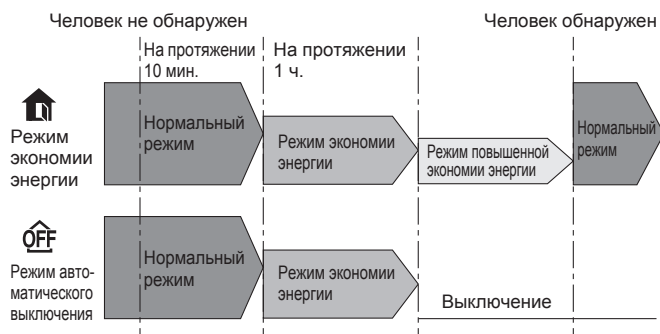 Человек не обнаружен
Человек обнаружен
На протяжении
10 мин.
На протяжении
1 ч.
Режим
экономии
энергии
Нормальный
режим
Режим экономии
энергии
Режим повышенной
экономии энергии
Нормальный
режим
OFF
Режим авто-
матического
выключения
Нормальный
режим
Режим экономии
энергии
Выключение